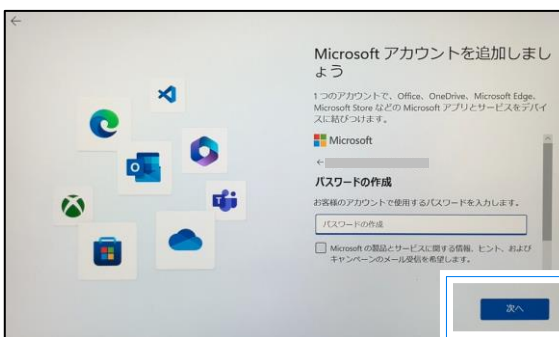 ←
Microsoft アカウントを追加しまし
ょう
1 つのアカウントで、Office、OneDrive、Microsoft Edge、
Microsoft Store などの Microsoft アプリとサービスをデバイ
スに結びつけます。
Microsoft
←
パスワードの作成
お客様のアカウントで使用するパスワードを入力します。
パスワードの作成
Microsoft の製品とサービスに関する情報、ヒント、および
キャンペーンのメール受信を希望します。
次へ